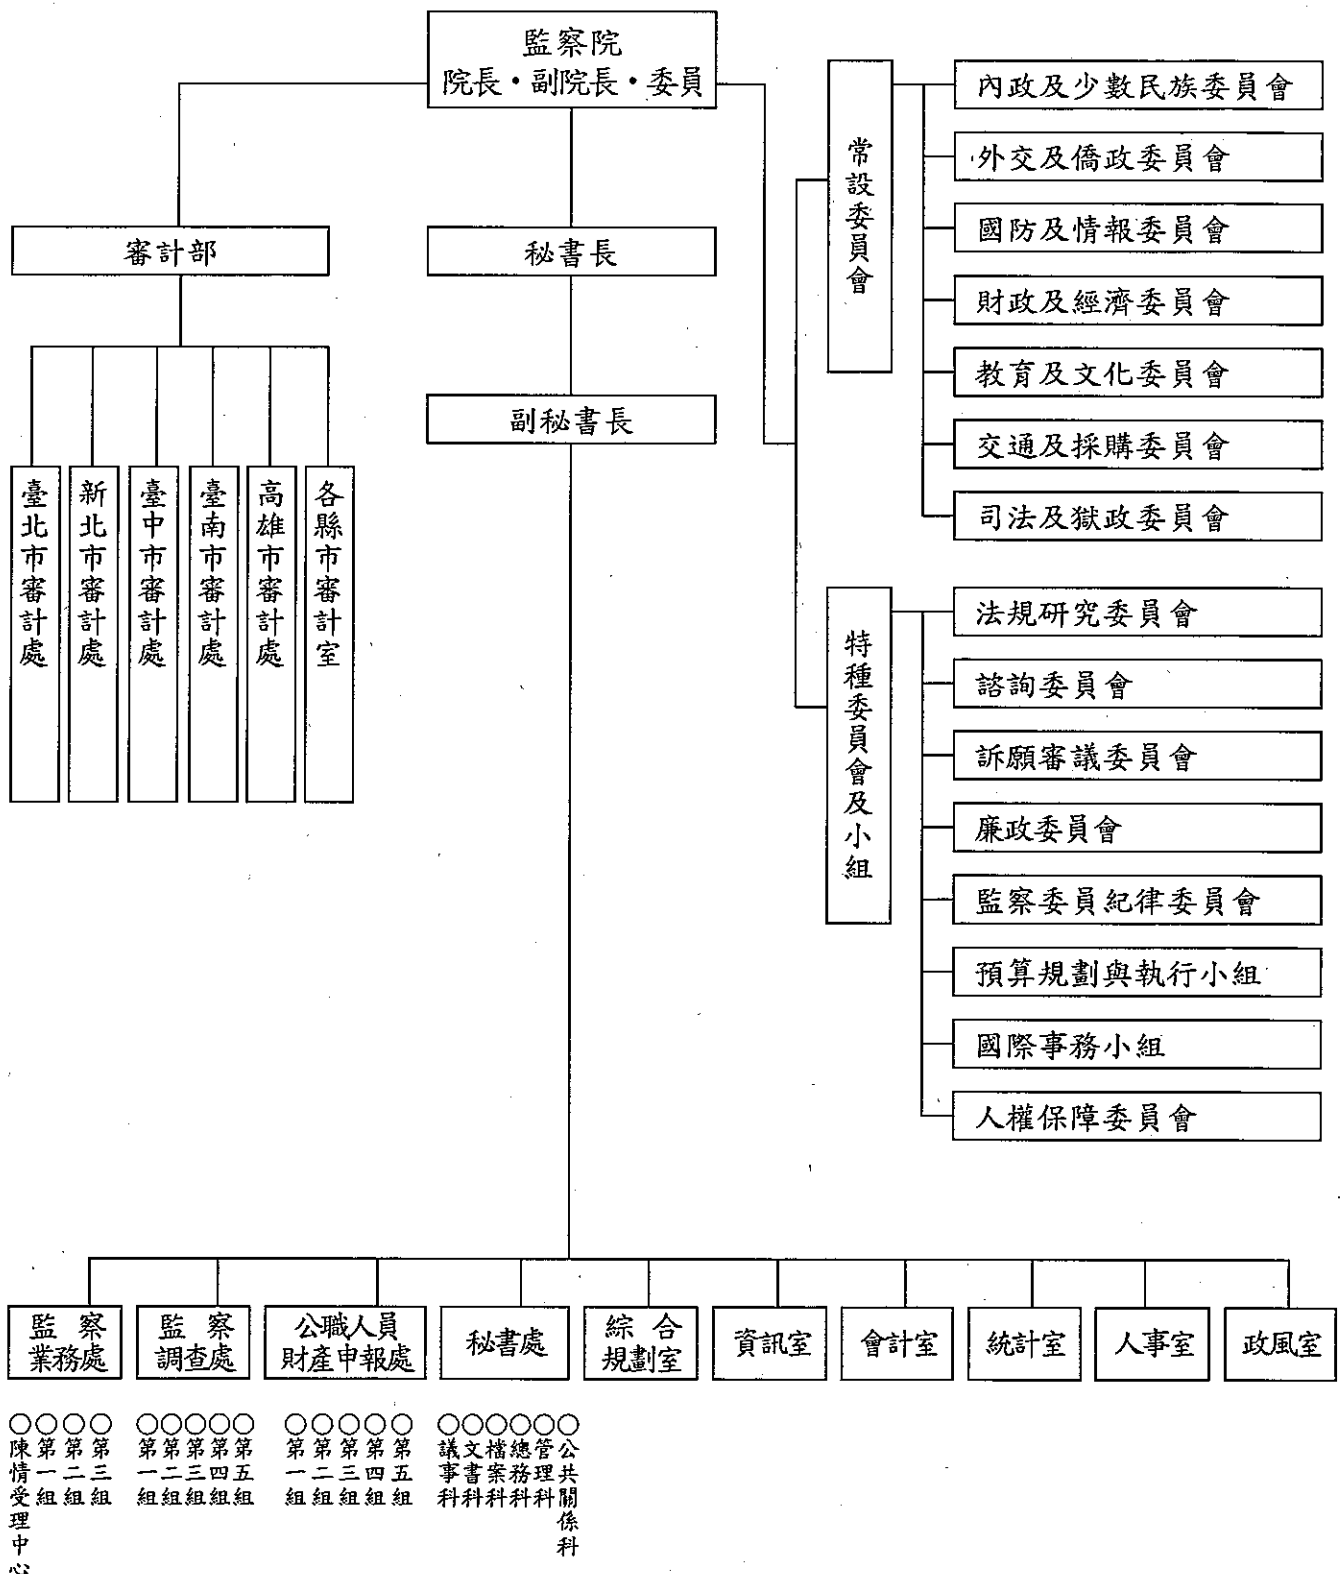 監察院
院長・副院長・委員
審計部
臺北市審計處
新北市審計處
臺中市審計處
臺南市審計處
高雄市審計處
各縣市審計室
秘書長
副秘書長
常設委員會
內政及少數民族委員會
外交及僑政委員會
國防及情報委員會
財政及經濟委員會
教育及文化委員會
交通及採購委員會
司法及獄政委員會
特種委員會及小組
法規研究委員會
諮詢委員會
訴願審議委員會
廉政委員會
監察委員紀律委員會
預算規劃與執行小組
國際事務小組
人權保障委員會
監察
業務處
監察
調查處
公職人員
財產申報處
秘書處
綜合
規劃室
資訊室
會計室
統計室
人事室
政風室
○陳情受理中心
○第一組
○第二組
○第三組
○第一組
○第二組
○第三組
○第四組
○第五組
○第一組
○第二組
○第三組
○第四組
○第五組
○議事科
○文書科
○檔案科
○總務科
○管理科
○公共關係科